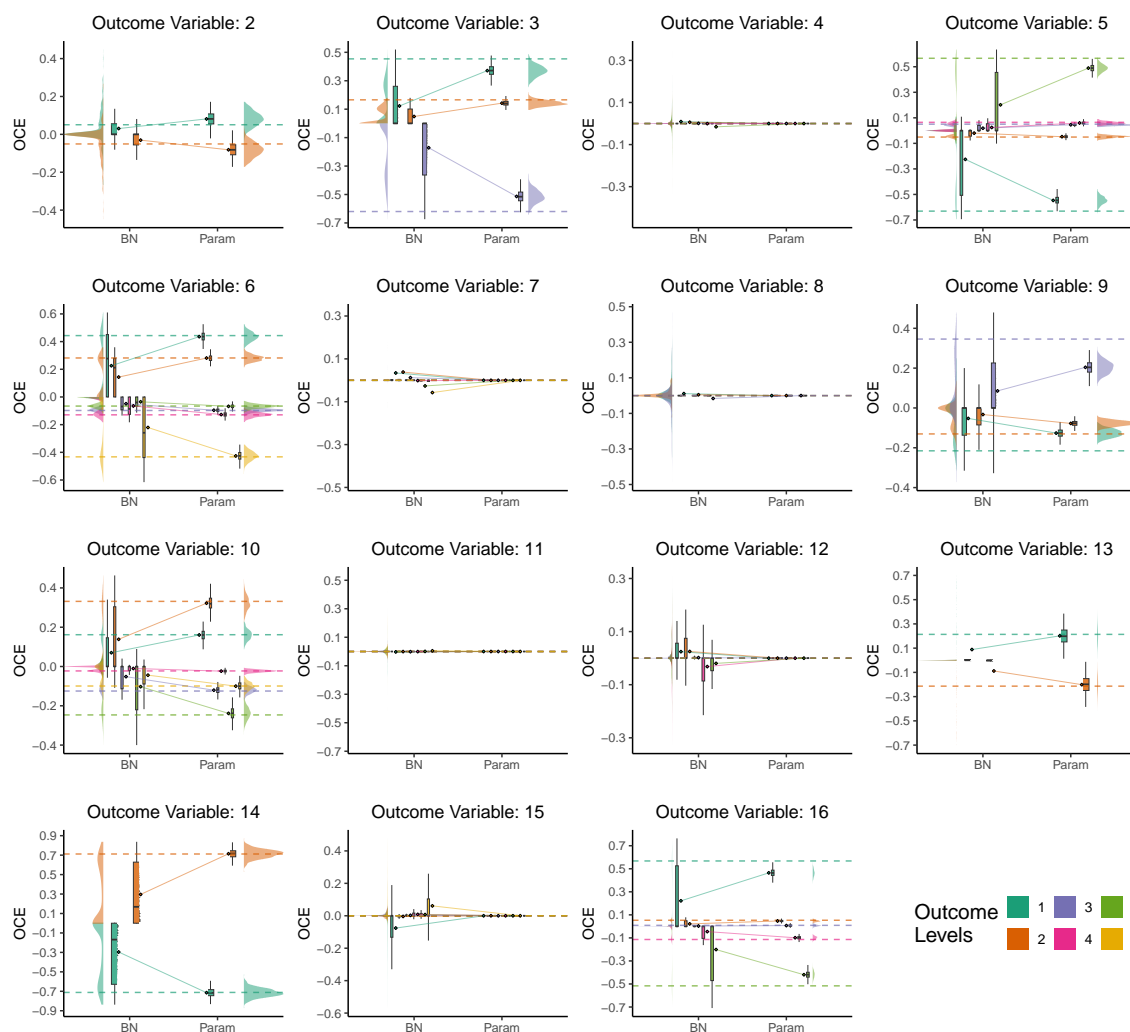 Outcome Variable: 2
OCE
0.4
0.2
0.0
−0.2
−0.4
BN
Param
Outcome Variable: 3
OCE
0.5
0.3
0.1
−0.1
−0.3
−0.5
−0.7
BN
Param
Outcome Variable: 4
OCE
0.3
0.1
−0.1
−0.3
BN
Param
Outcome Variable: 5
OCE
0.5
0.3
0.1
−0.1
−0.3
−0.5
−0.7
BN
Param
Outcome Variable: 6
OCE
0.6
0.4
0.2
0.0
−0.2
−0.4
−0.6
BN
Param
Outcome Variable: 7
OCE
0.3
0.1
−0.1
−0.3
−0.5
BN
Param
Outcome Variable: 8
OCE
0.5
0.3
0.1
−0.1
−0.3
−0.5
BN
Param
Outcome Variable: 9
OCE
0.4
0.2
0.0
−0.2
−0.4
BN
Param
Outcome Variable: 10
OCE
0.4
0.2
0.0
−0.2
−0.4
BN
Param
Outcome Variable: 11
OCE
0.5
0.3
0.1
−0.1
−0.3
−0.5
−0.7
BN
Param
Outcome Variable: 12
OCE
0.3
0.1
−0.1
−0.3
BN
Param
Outcome Variable: 13
OCE
0.7
0.5
0.3
0.1
−0.1
−0.3
−0.5
−0.7
BN
Param
Outcome Variable: 14
OCE
0.9
0.7
0.5
0.3
0.1
−0.1
−0.3
−0.5
−0.7
−0.9
BN
Param
Outcome Variable: 15
OCE
0.4
0.2
0.0
−0.2
−0.4
−0.6
BN
Param
Outcome Variable: 16
OCE
0.7
0.5
0.3
0.1
−0.1
−0.3
−0.5
−0.7
BN
Param
Outcome
Levels
1 3
2 4